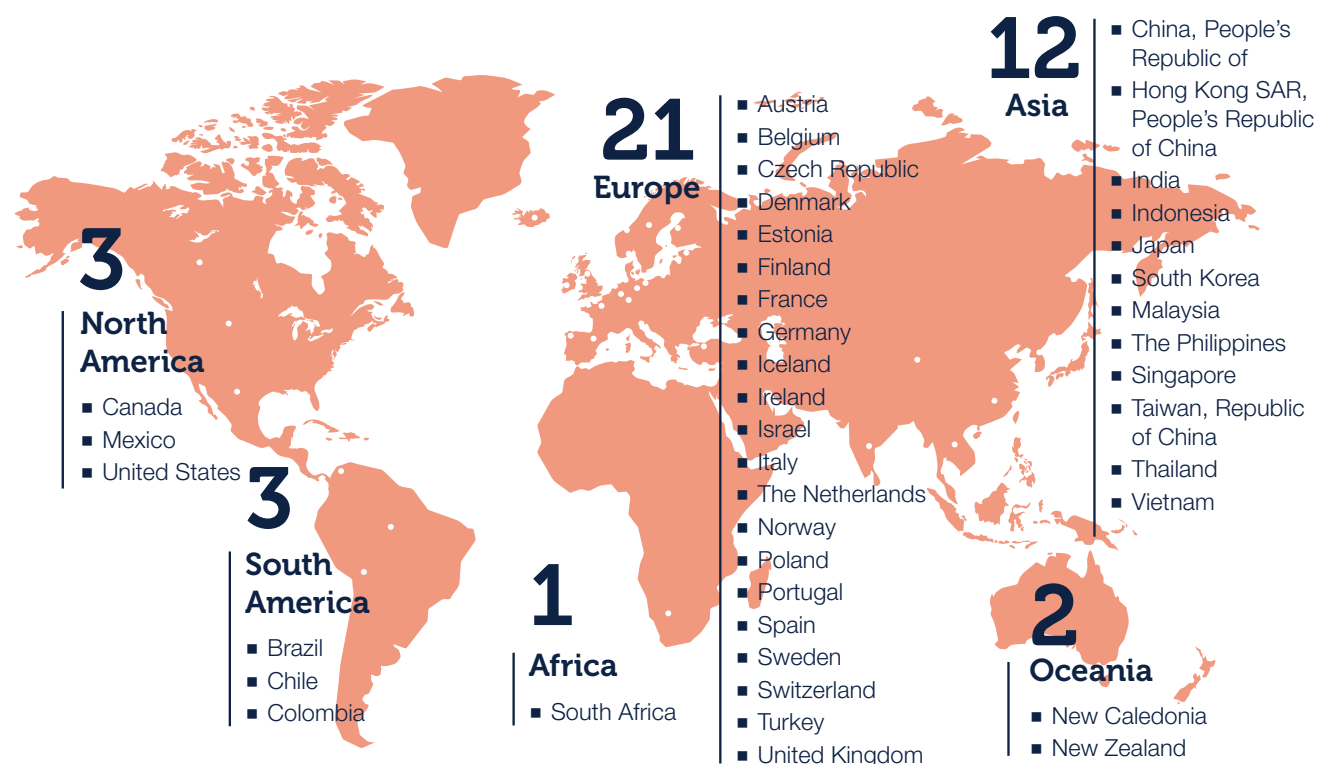 3
North
America
■ Canada
■ Mexico
■ United States
3
South
America
■ Brazil
■ Chile
■ Colombia
1
Africa
■ South Africa
21
Europe
■ Austria
■ Belgium
■ Czech Republic
■ Denmark
■ Estonia
■ Finland
■ France
■ Germany
■ Iceland
■ Ireland
■ Israel
■ Italy
■ The Netherlands
■ Norway
■ Poland
■ Portugal
■ Spain
■ Sweden
■ Switzerland
■ Turkey
■ United Kingdom
12
Asia
■ China, People’s
Republic of
■ Hong Kong SAR,
People’s Republic
of China
■ India
■ Indonesia
■ Japan
■ South Korea
■ Malaysia
■ The Philippines
■ Singapore
■ Taiwan, Republic
of China
■ Thailand
■ Vietnam
2
Oceania
■ New Caledonia
■ New Zealand